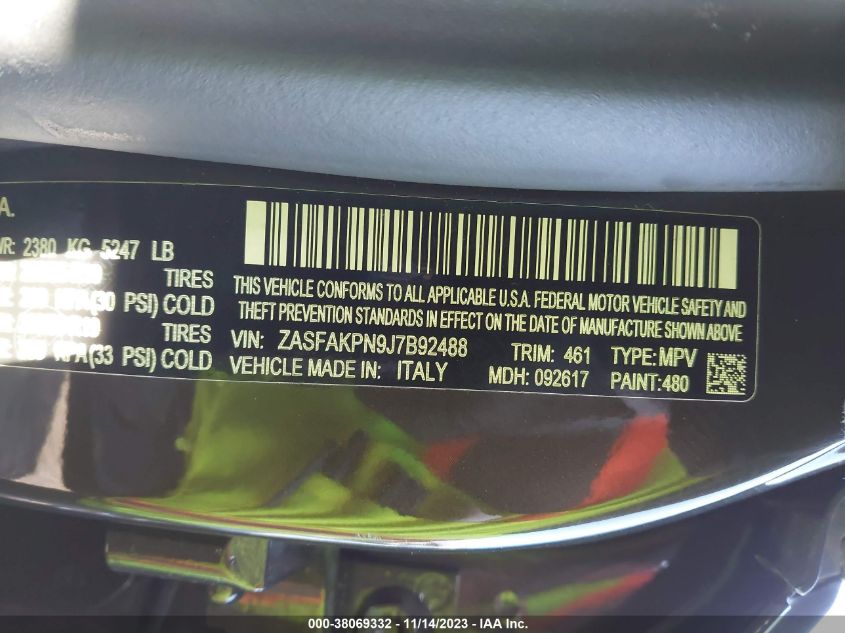 A.
WR: 2380 KG 5247 LB
TIRES
(30 PSI) COLD
TIRES
KPA(33 PSI) COLD
THIS VEHICLE CONFORMS TO ALL APPLICABLE U.S.A. FEDERAL MOTOR VEHICLE SAFETY AND
THEFT PREVENTION STANDARDS IN EFFECT ON THE DATE OF MANUFACTURE SHOWN ABOVE
VIN: ZASFAKPN9J7B92488 TRIM: 461 TYPE: MPV
VEHICLE MADE IN: ITALY MDH: 092617 PAINT: 480
000-38069332 - 11/14/2023 - IAA Inc.